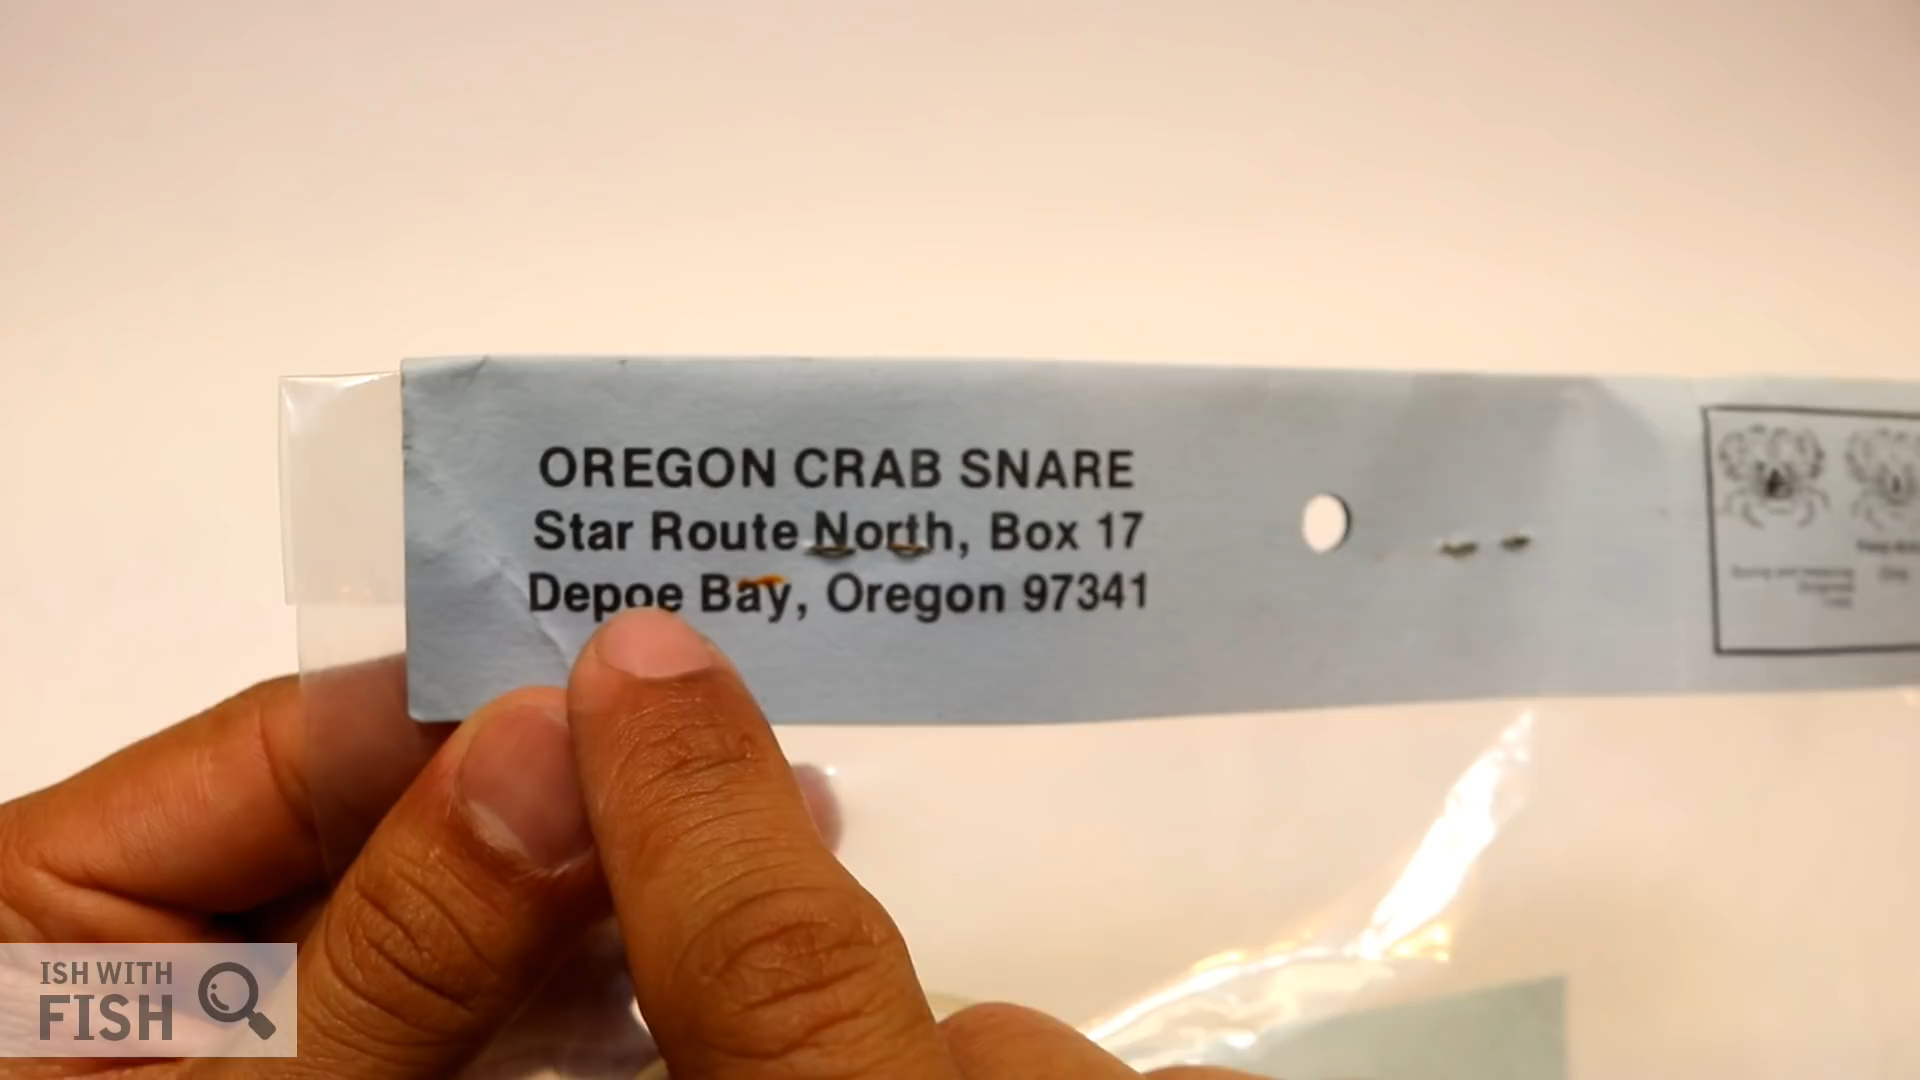 OREGON CRAB SNARE
Star Route North, Box 17
Depoe Bay, Oregon 97341
ISH WITH
FISH